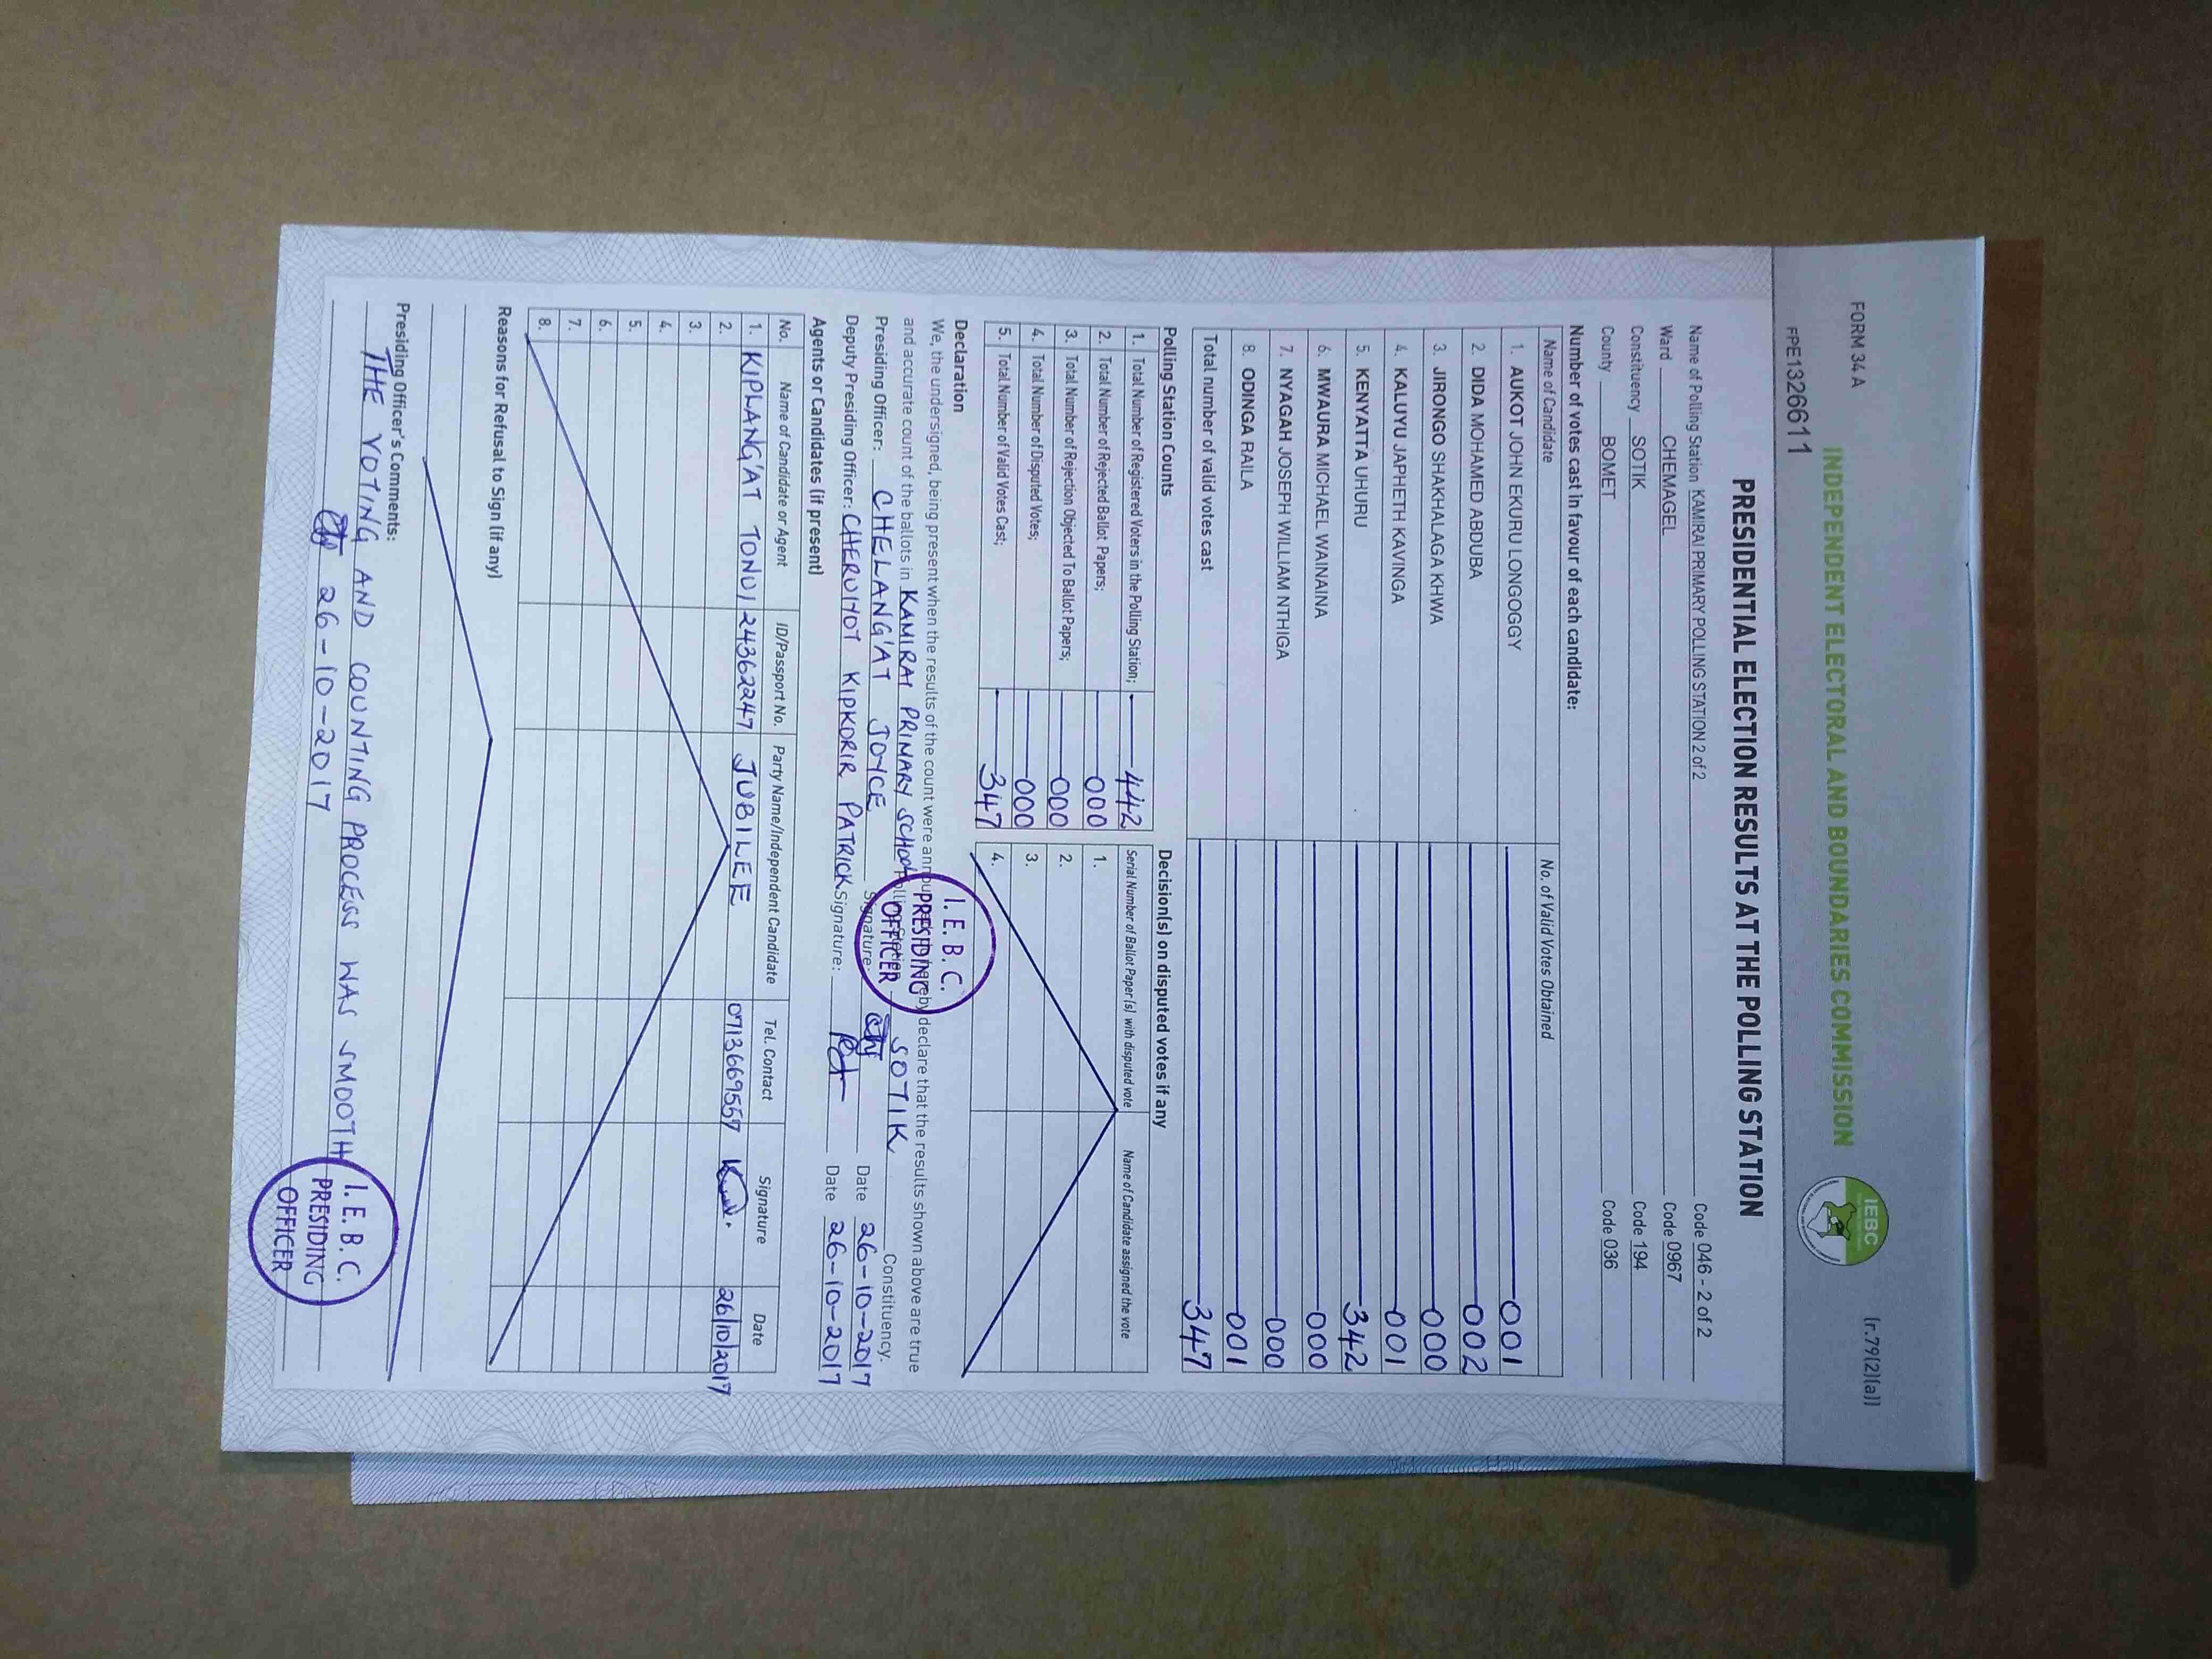 FORM 34 A
(r.79(2)(a))
INDEPENDENT ELECTORAL AND BOUNDARIES COMMISSION
IEBC
FPE1326611
PRESIDENTIAL ELECTION RESULTS AT THE POLLING STATION
Name of Polling Station KAMIRAI PRIMARY POLLING STATION 2 of 2 Code 046 - 2 of 2
Ward CHEMAGEL Code 0967
Constituency SOTIK Code 194
County BOMET Code 036
Number of votes cast in favour of each candidate:
Name of Candidate No. of Valid Votes Obtained
1. AUKOT JOHN EKURU LONGOGGY 001
2. DIDA MOHAMED ABDUBA 002
3. JIRONGO SHAKHALAGA KHWA 000
4. KALUYU JAPHETH KAVINGA 001
5. KENYATTA UHURU 342
6. MWAURA MICHAEL WAINAINA 000
7. NYAGAH JOSEPH WILLIAM NTHIGA 000
8. ODINGA RAILA 001
Total number of valid votes cast 347
Polling Station Counts
1. Total Number of Registered Voters in the Polling Station; 442
2. Total Number of Rejected Ballot Papers; 000
3. Total Number of Rejection Objected To Ballot Papers; 000
4. Total Number of Disputed Votes; 000
5. Total Number of Valid Votes Cast; 347
Decision(s) on disputed votes if any
Serial Number of Ballot Paper(s) with disputed vote Name of Candidate assigned the vote
1.
2.
3.
4.
Declaration
We, the undersigned, being present when the results of the count were announced, hereby declare that the results shown above are true
and accurate count of the ballots in KAMIRAI PRIMARY SCHOOL Polling Station SOTIK Constituency.
Presiding Officer: CHELANG'AT JOYCE Signature: Date 26-10-2017
Deputy Presiding Officer: CHERUIYOT KIPKORIR PATRICK Signature: Date 26-10-2017
I. E. B. C.
PRESIDING
OFFICER
Agents or Candidates (if present)
No. Name of Candidate or Agent ID/Passport No. Party Name/Independent Candidate Tel. Contact Signature Date
1. KIPLANG'AT TONUI 24362247 JUBILEE 0713669557 26/10/2017
2.
3.
4.
5.
6.
7.
8.
Reasons for Refusal to Sign (if any)
Presiding Officer's Comments:
THE VOTING AND COUNTING PROCESS WAS SMOOTH
26-10-2017
I. E. B. C.
PRESIDING
OFFICER